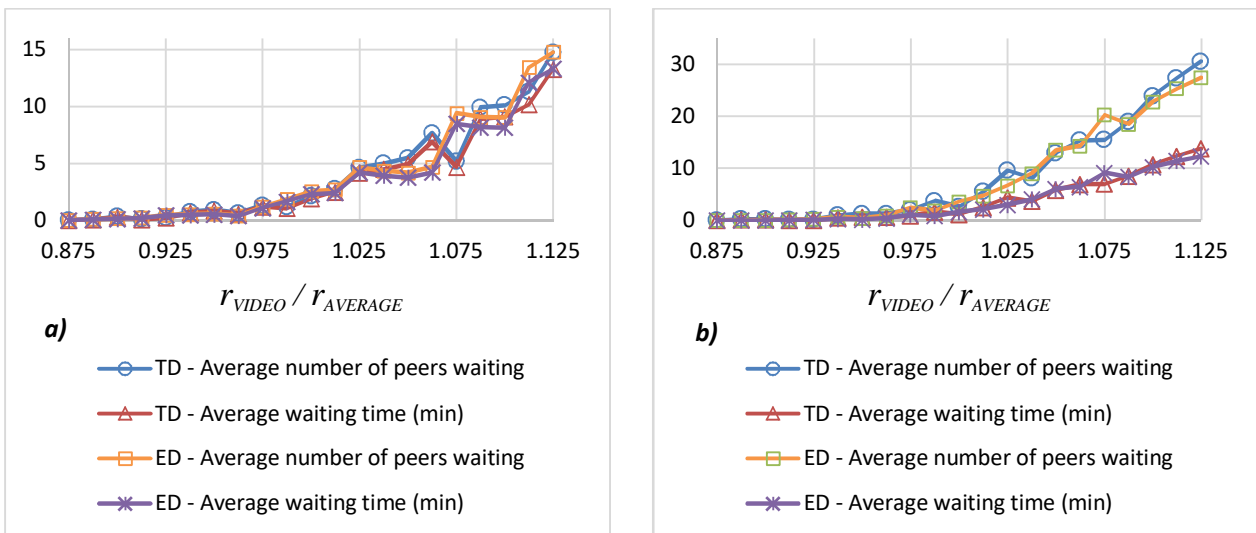 15
10
5
0
0.875 0.925 0.975 1.025 1.075 1.125
r_VIDEO / r_AVERAGE
a)
TD - Average number of peers waiting
TD - Average waiting time (min)
ED - Average number of peers waiting
ED - Average waiting time (min)
30
20
10
0
0.875 0.925 0.975 1.025 1.075 1.125
r_VIDEO / r_AVERAGE
b)
TD - Average number of peers waiting
TD - Average waiting time (min)
ED - Average number of peers waiting
ED - Average waiting time (min)